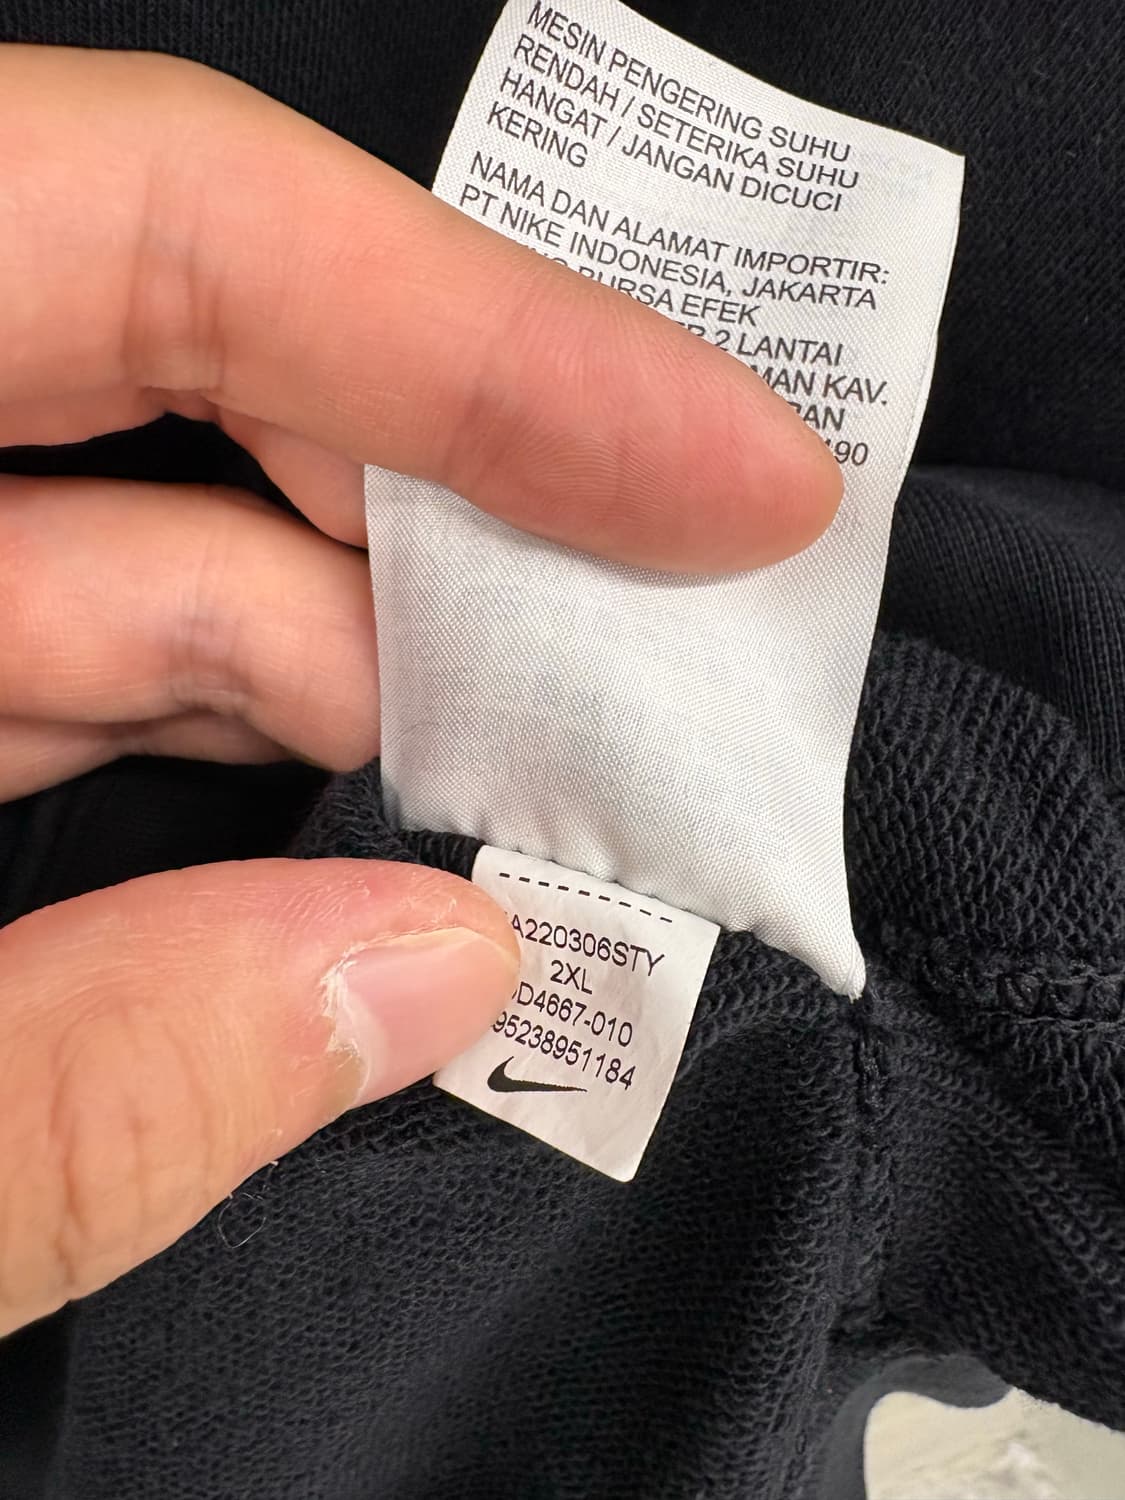 MESIN PENGERING SUHU
RENDAH / SETERIKA SUHU
HANGAT / JANGAN DICUCI
KERING
NAMA DAN ALAMAT IMPORTIR:
PT NIKE INDONESIA, JAKARTA
BURSA EFEK
2 LANTAI
KAV.
A220306STY
2XL
D4667-010
95238951184